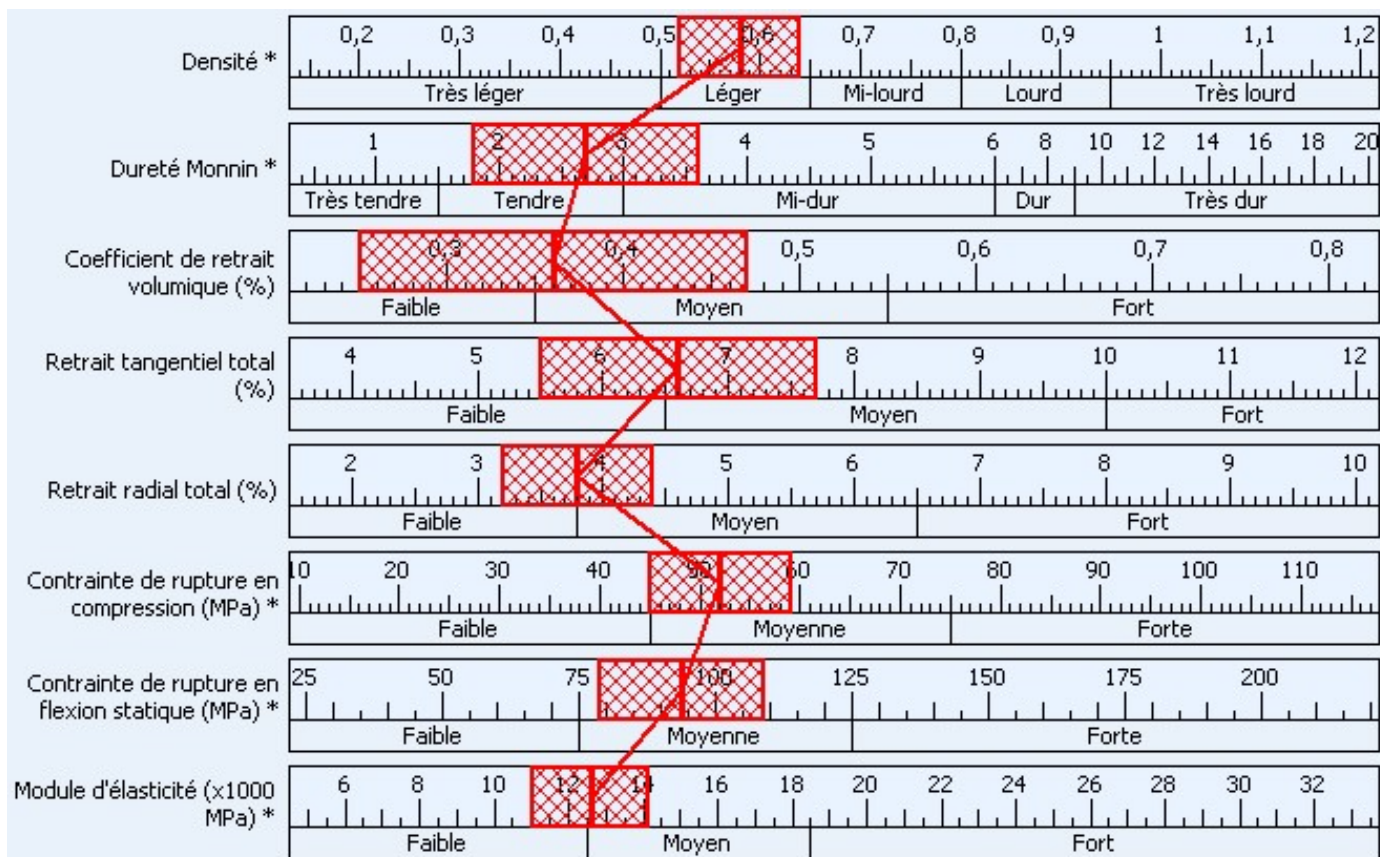 0,2 0,3 0,4 0,5 0,6 0,7 0,8 0,9 1 1,1 1,2
Densité *
Très léger Léger Mi-lourd Lourd Très lourd
1 2 3 4 5 6 8 10 12 14 16 18 20
Dureté Monnin *
Très tendre Tendre Mi-dur Dur Très dur
0,3 0,4 0,5 0,6 0,7 0,8
Coefficient de retrait
volumique (%)
Faible Moyen Fort
4 5 6 7 8 9 10 11 12
Retrait tangentiel total
(%)
Faible Moyen Fort
2 3 4 5 6 7 8 9 10
Retrait radial total (%)
Faible Moyen Fort
10 20 30 40 50 60 70 80 90 100 110
Contrainte de rupture en
compression (MPa) *
Faible Moyenne Forte
25 50 75 100 125 150 175 200
Contrainte de rupture en
flexion statique (MPa) *
Faible Moyenne Forte
6 8 10 12 14 16 18 20 22 24 26 28 30 32
Module d'élasticité (x1000
MPa) *
Faible Moyen Fort